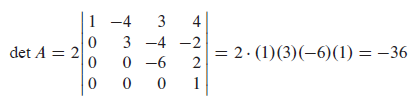 1 -4 3 4
0 3 -4 -2
det A = 2 | 0 0 -6 2 | = 2 · (1)(3)(-6)(1) = -36
0 0 0 1